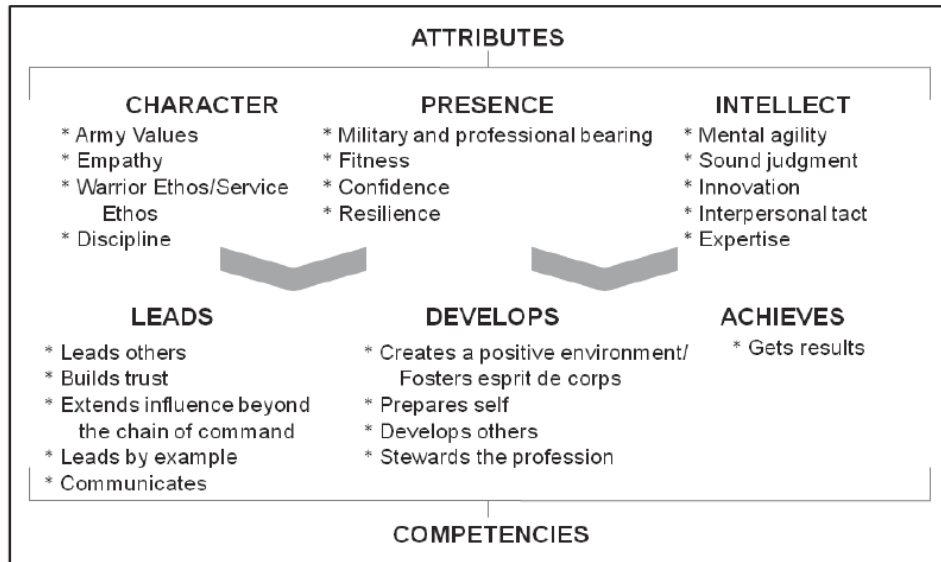 ATTRIBUTES
CHARACTER
* Army Values
* Empathy
* Warrior Ethos/Service
Ethos
* Discipline
PRESENCE
* Military and professional bearing
* Fitness
* Confidence
* Resilience
INTELLECT
* Mental agility
* Sound judgment
* Innovation
* Interpersonal tact
* Expertise
LEADS
* Leads others
* Builds trust
* Extends influence beyond
the chain of command
* Leads by example
* Communicates
DEVELOPS
* Creates a positive environment/
Fosters esprit de corps
* Prepares self
* Develops others
* Stewards the profession
ACHIEVES
* Gets results
COMPETENCIES